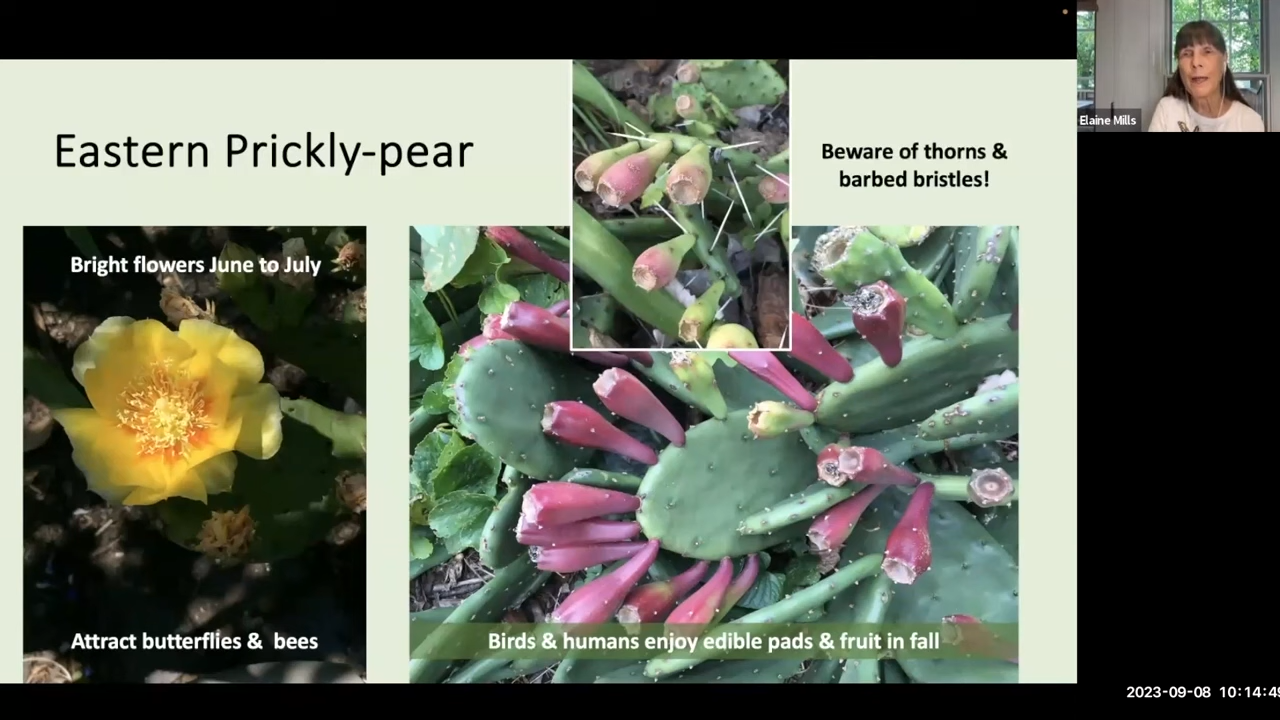 Elaine Mills
Eastern Prickly-pear
Beware of thorns &
barbed bristles!
Bright flowers June to July
Attract butterflies & bees
Birds & humans enjoy edible pads & fruit in fall
2023-09-08 10:14:49